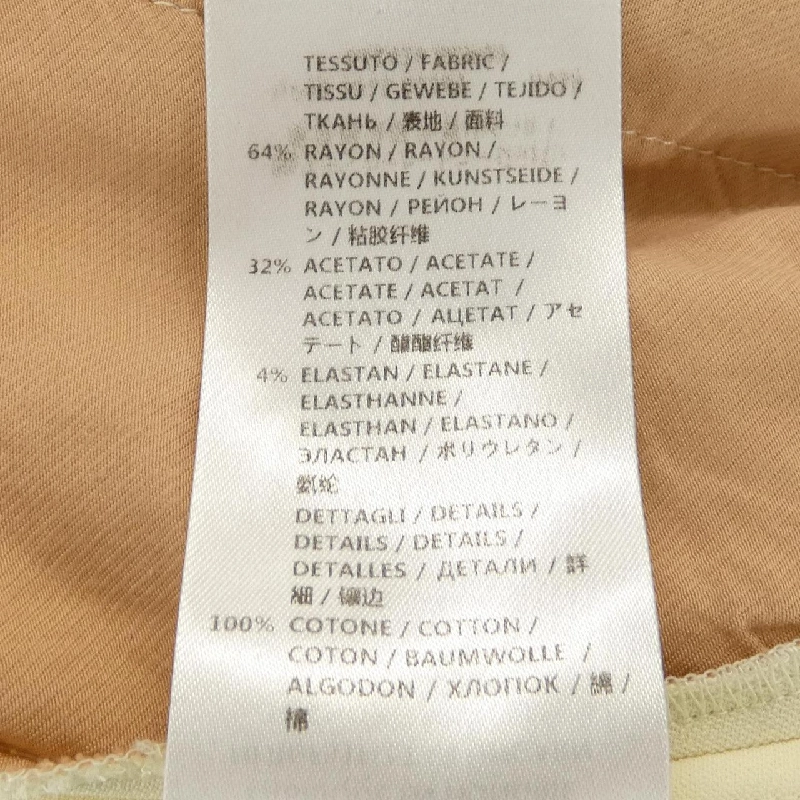 TESSUTO / FABRIC /
TISSU / GEWEBE / TEJIDO /
ТКАНЬ / 表地 / 面料
64% RAYON / RAYON /
RAYONNE / KUNSTSEIDE /
RAYON / РЕЙОН / レーヨ
ン / 粘胶纤维
32% ACETATO / ACETATE /
ACETATE / ACETAT /
ACETATO / АЦЕТАТ / アセ
テート / 醋酯纤维
4% ELASTAN / ELASTANE /
ELASTHANNE /
ELASTHAN / ELASTANO /
ЭЛАСТАН / ポリウレタン /
氨纶
DETTAGLI / DETAILS /
DETAILS / DETAILS /
DETALLES / ДЕТАЛИ / 詳
細 / 镶边
100% COTONE / COTTON /
COTON / BAUMWOLLE /
ALGODON / ХЛОПОК / 綿 /
棉